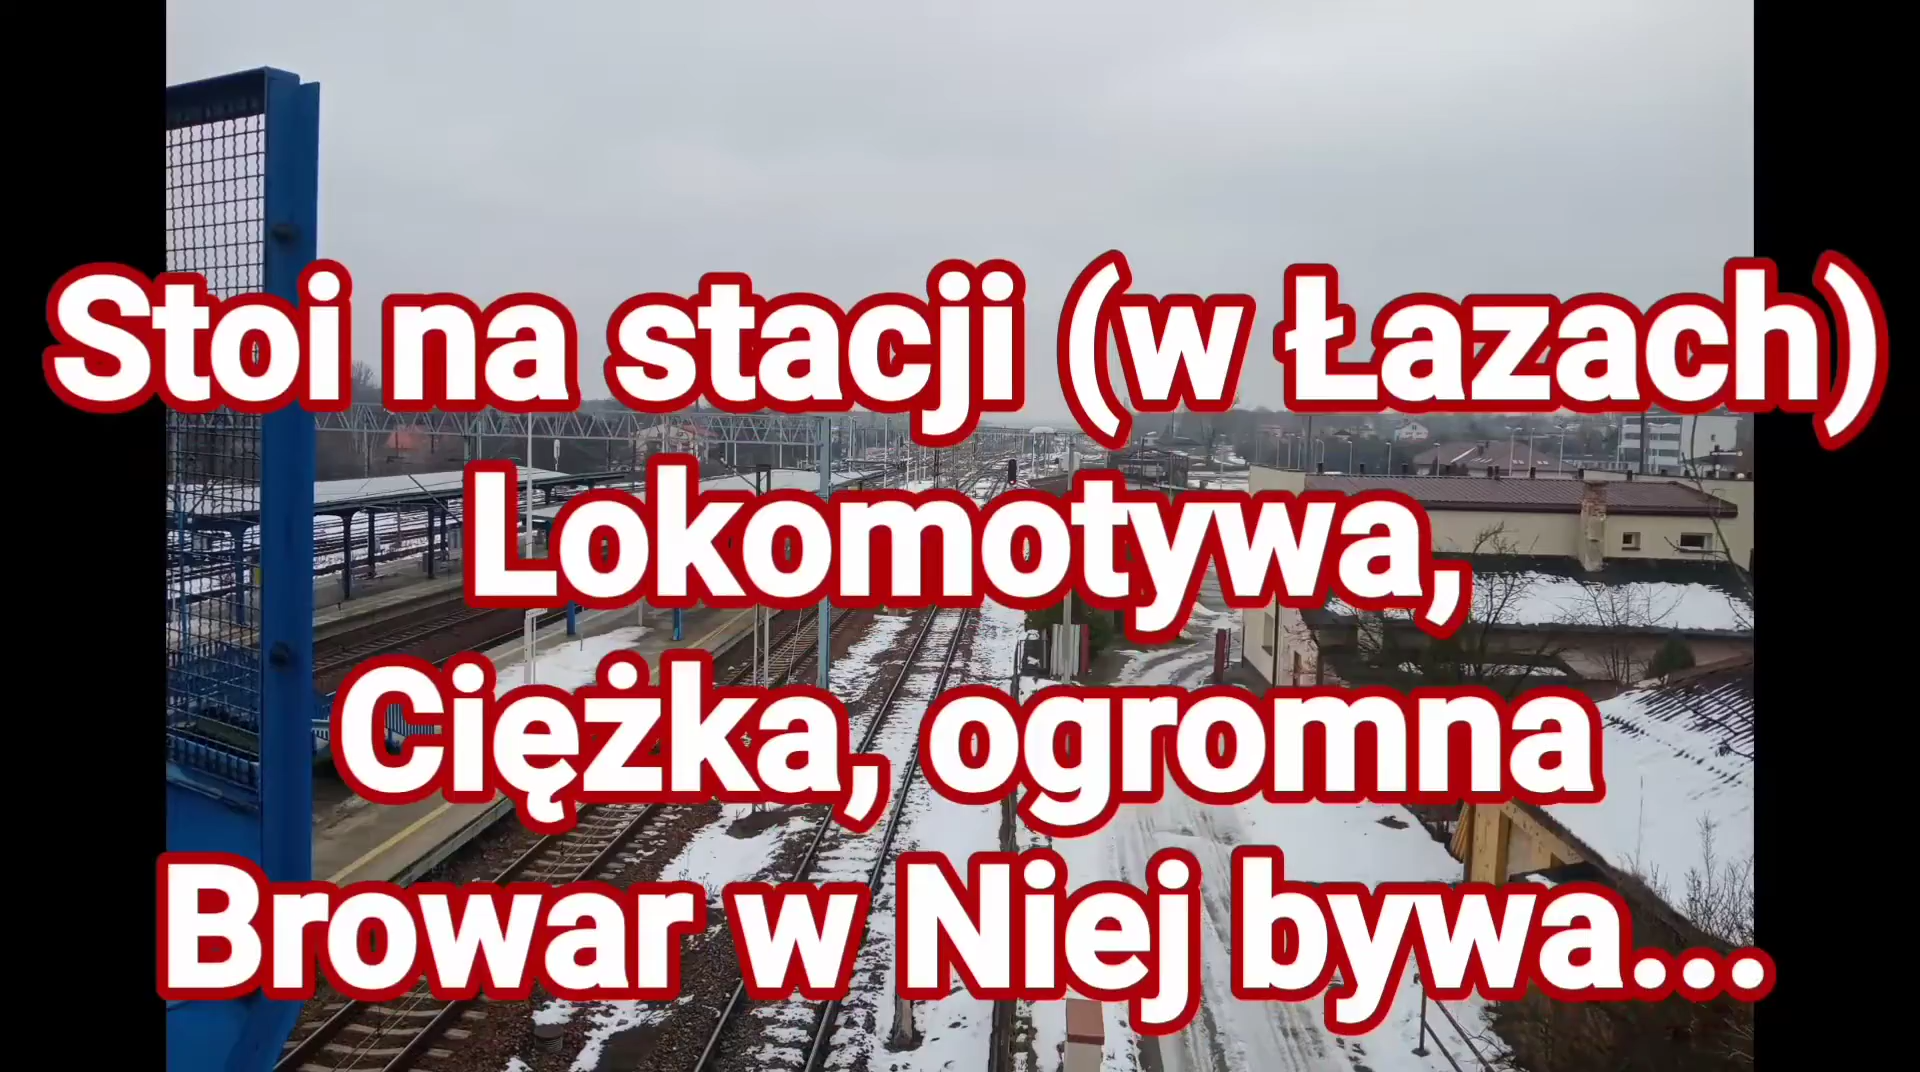 Stoi na stacji (w Łazach)
Lokomotywa,
Ciężka, ogromna
Browar w Niej bywa...